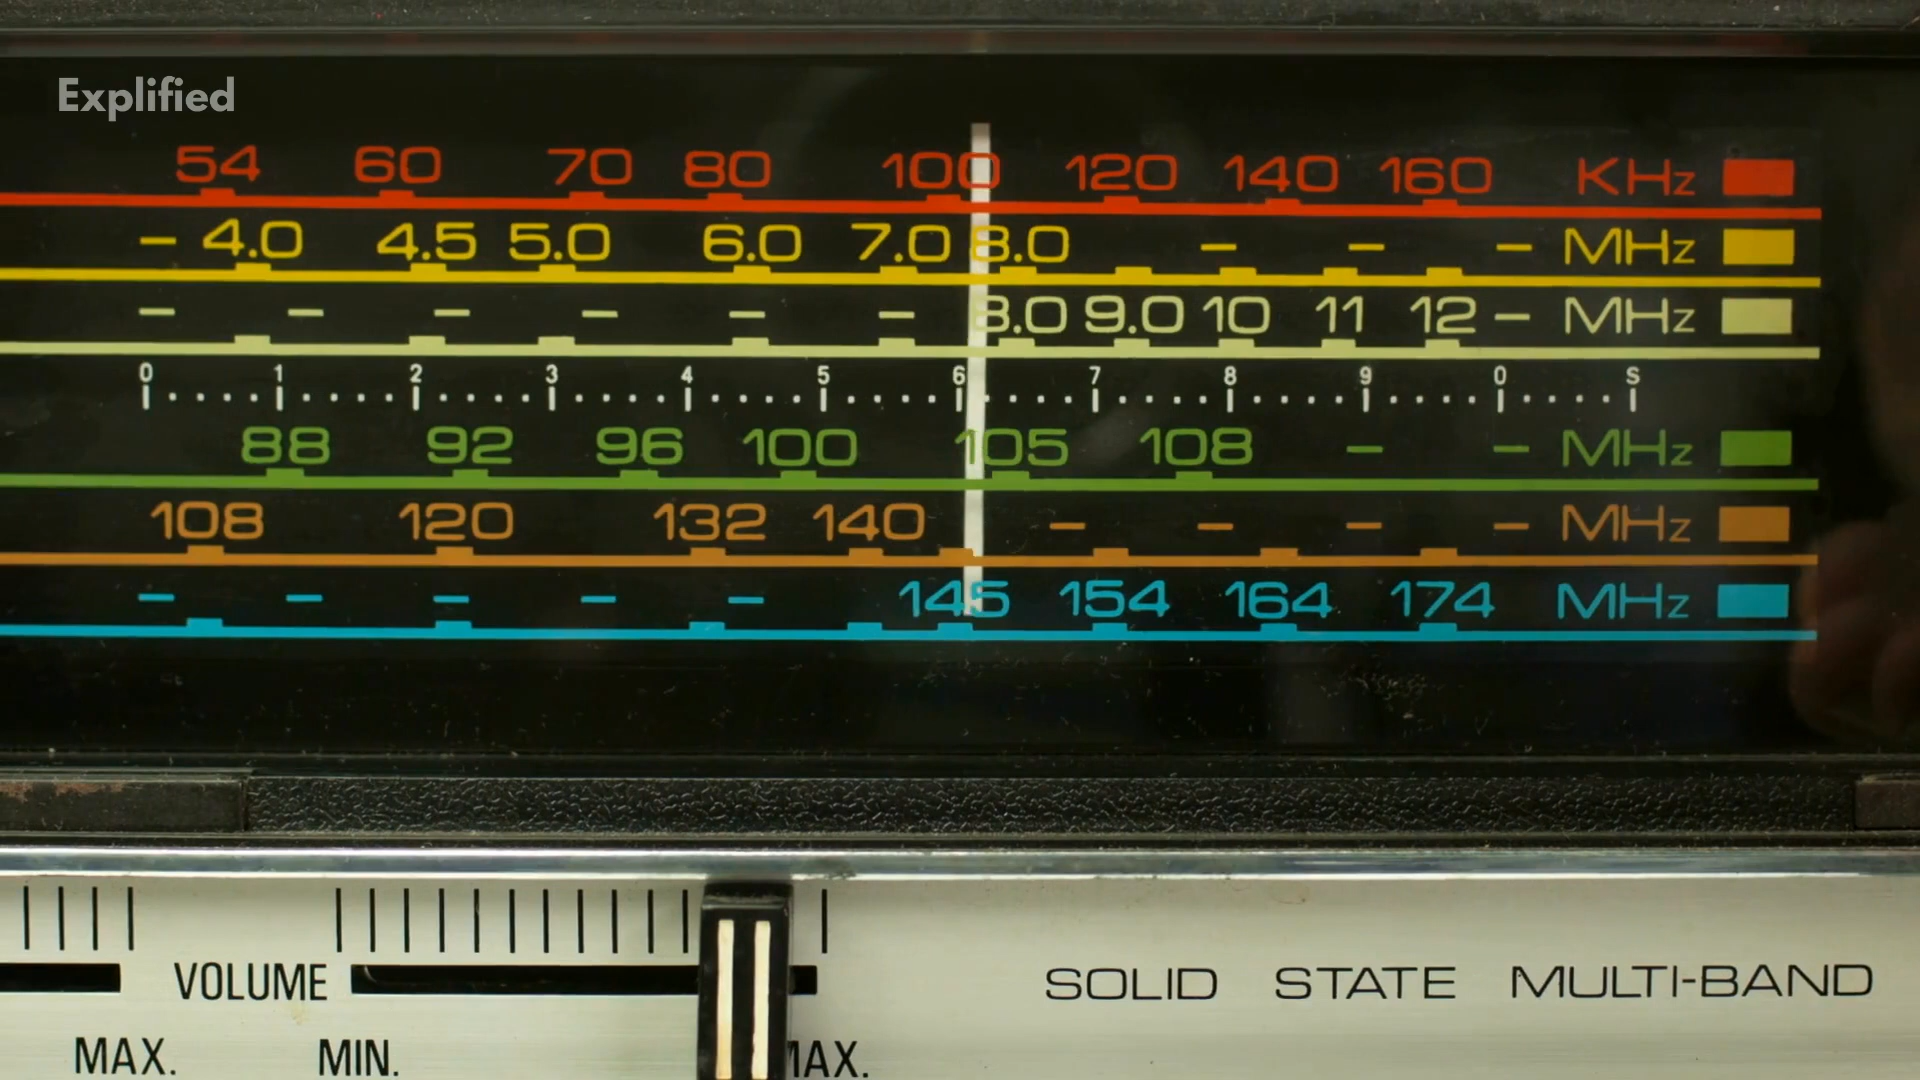 Explified
54 60 70 80 100 120 140 160 KHz
– 4.0 4.5 5.0 6.0 7.0 8.0 – – – MHz
– – – – – – 8.0 9.0 10 11 12 – MHz
0 1 2 3 4 5 6 7 8 9 0 S
88 92 96 100 105 108 – – MHz
108 120 132 140 – – – – MHz
– – – – – 145 154 164 174 MHz
VOLUME SOLID STATE MULTI-BAND
MAX. MIN. MAX.